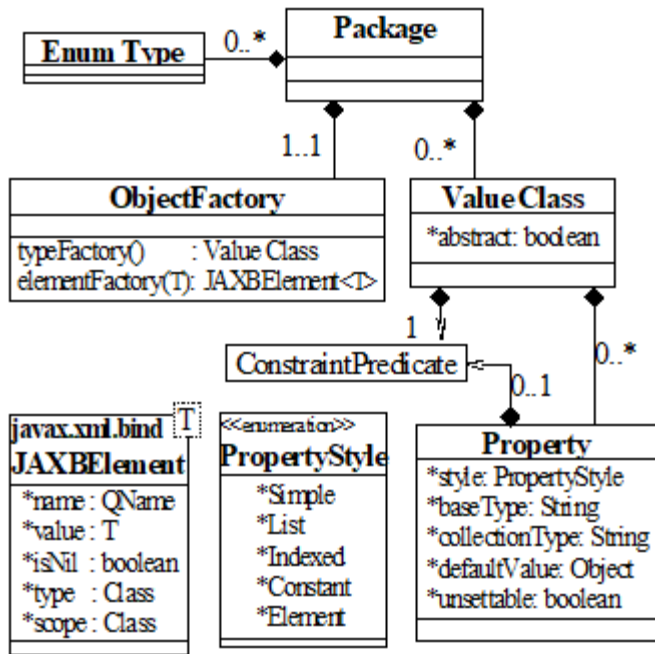 Package
Enum Type
0..*
1..1
0..*
ObjectFactory
typeFactory() : Value Class
elementFactory(T): JAXBElement<T>
Value Class
*abstract: boolean
1
0..*
ConstraintPredicate
0..1
javax.xml.bind
T
JAXBElement
*name : QName
*value : T
*isNil : boolean
*type : Class
*scope : Class
<<enumeration>>
PropertyStyle
*Simple
*List
*Indexed
*Constant
*Element
Property
*style: PropertyStyle
*baseType: String
*collectionType: String
*defaultValue: Object
*unsettable: boolean